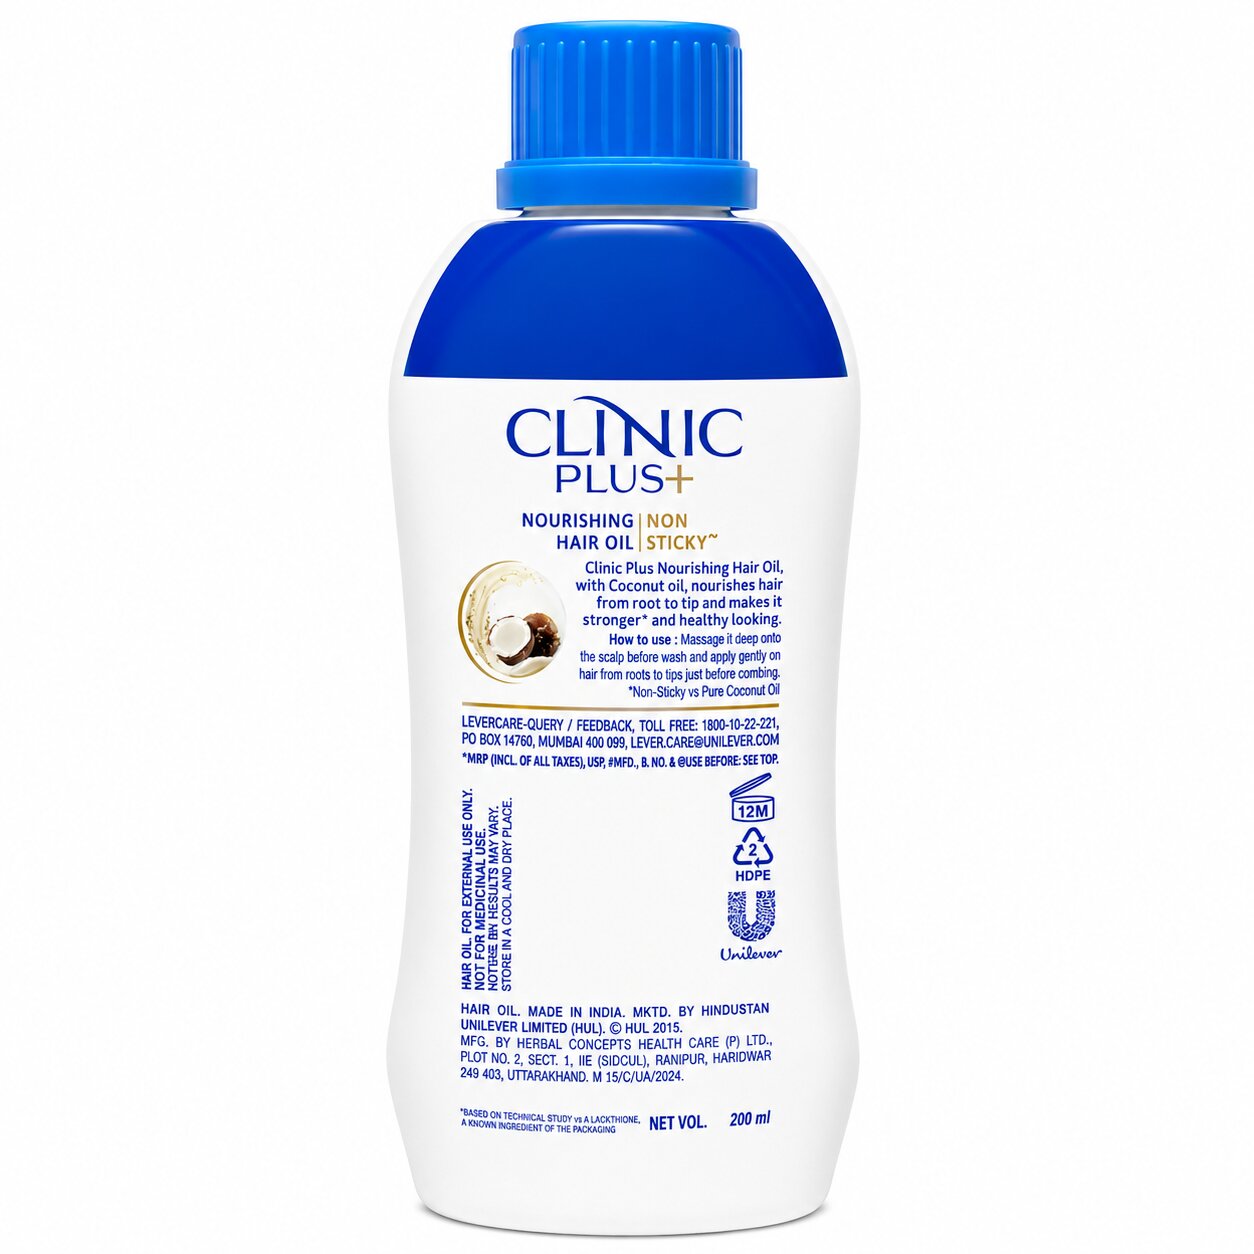 CLINIC
PLUS+
NOURISHING
HAIR OIL
NON
STICKY~
Clinic Plus Nourishing Hair Oil,
with Coconut oil, nourishes hair
from root to tip and makes it
stronger* and healthy looking.
How to use : Massage it deep onto
the scalp before wash and apply gently on
hair from roots to tips just before combing.
*Non-Sticky vs Pure Coconut Oil
LEVERCARE-QUERY / FEEDBACK, TOLL FREE: 1800-10-22-221,
PO BOX 14760, MUMBAI 400 099, LEVER.CARE@UNILEVER.COM
*MRP (INCL. OF ALL TAXES), USP, #MFD., B. NO. & @USE BEFORE: SEE TOP.
HAIR OIL. FOR EXTERNAL USE ONLY.
NOT FOR MEDICINAL USE.
HESULTS MAY VARY.
STORE IN A COOL AND DRY PLACE.
12M
2
HDPE
Unilever
HAIR OIL. MADE IN INDIA. MKTD. BY HINDUSTAN
UNILEVER LIMITED (HUL). © HUL 2015.
MFG. BY HERBAL CONCEPTS HEALTH CARE (P) LTD.,
PLOT NO. 2, SECT. 1, IIE (SIDCUL), RANIPUR, HARIDWAR
249 403, UTTARAKHAND. M 15/C/UA/2024.
*BASED ON TECHNICAL STUDY vs A LACKTHIONE,
A KNOWN INGREDIENT OF THE PACKAGING
NET VOL. 200 ml